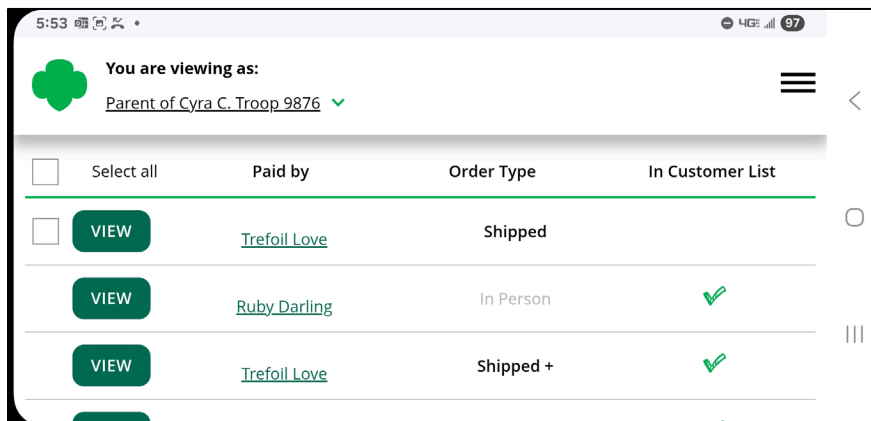 5:53 4GE 97
You are viewing as:
Parent of Cyra C. Troop 9876
Select all Paid by Order Type In Customer List
VIEW Trefoil Love Shipped
VIEW Ruby Darling In Person
VIEW Trefoil Love Shipped +